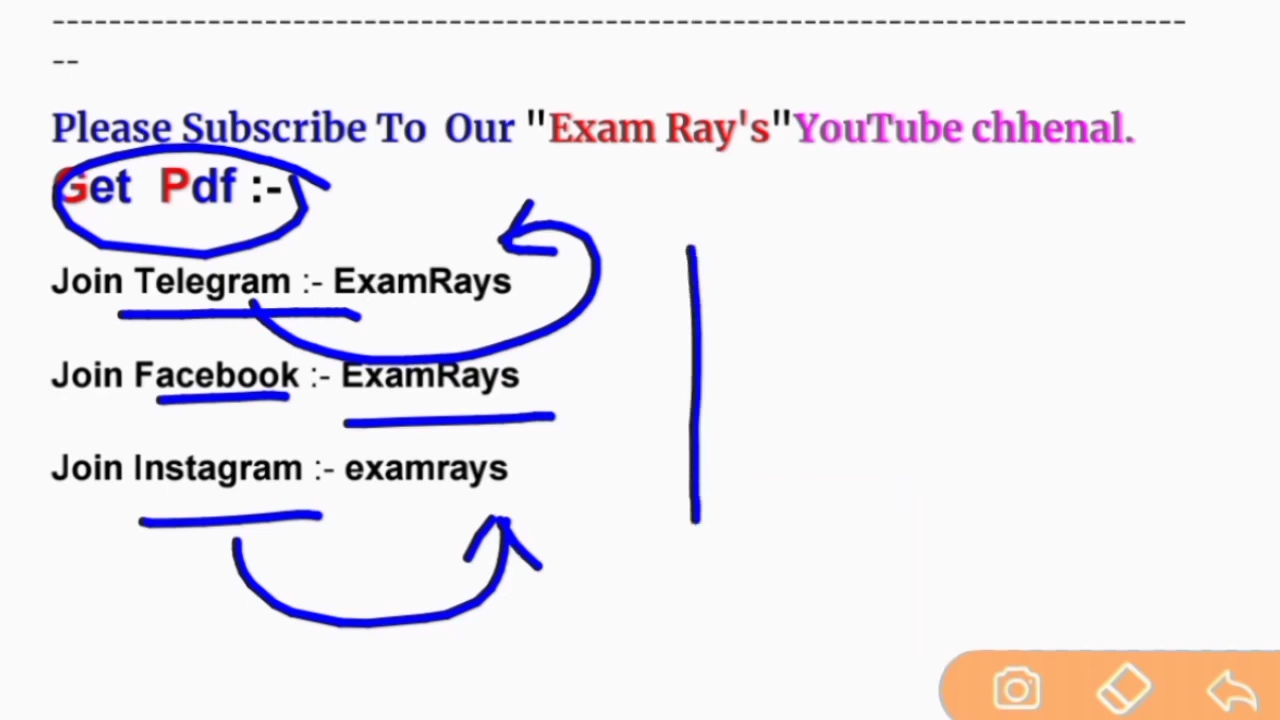 Please Subscribe To Our "Exam Ray's"YouTube chhenal.
Get Pdf :-
Join Telegram :- ExamRays
Join Facebook :- ExamRays
Join Instagram :- examrays